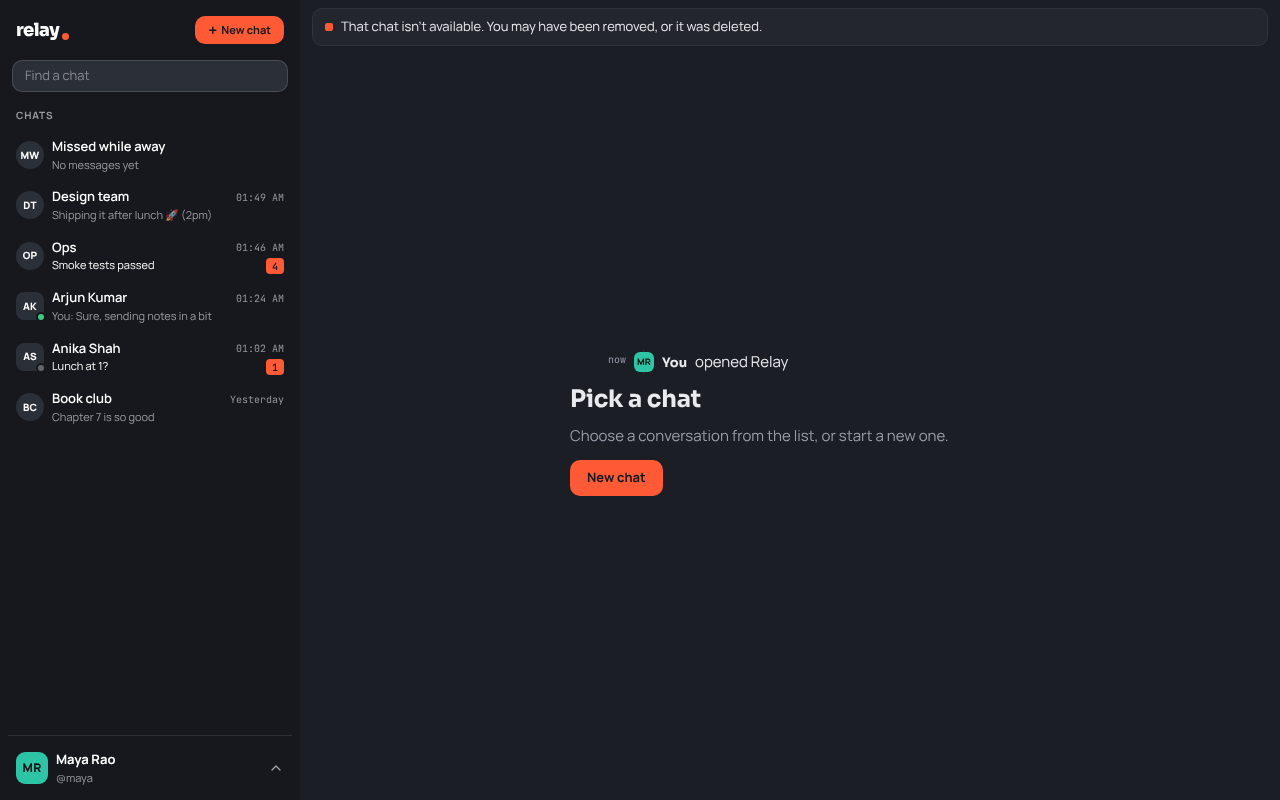 relay
+ New chat
Find a chat
CHATS
MW
Missed while away
No messages yet
DT
Design team
01:49 AM
Shipping it after lunch 🚀 (2pm)
OP
Ops
01:46 AM
Smoke tests passed
4
AK
Arjun Kumar
01:24 AM
You: Sure, sending notes in a bit
AS
Anika Shah
01:02 AM
Lunch at 1?
1
BC
Book club
Yesterday
Chapter 7 is so good
MR
Maya Rao
@maya
That chat isn't available. You may have been removed, or it was deleted.
now MR You opened Relay
Pick a chat
Choose a conversation from the list, or start a new one.
New chat